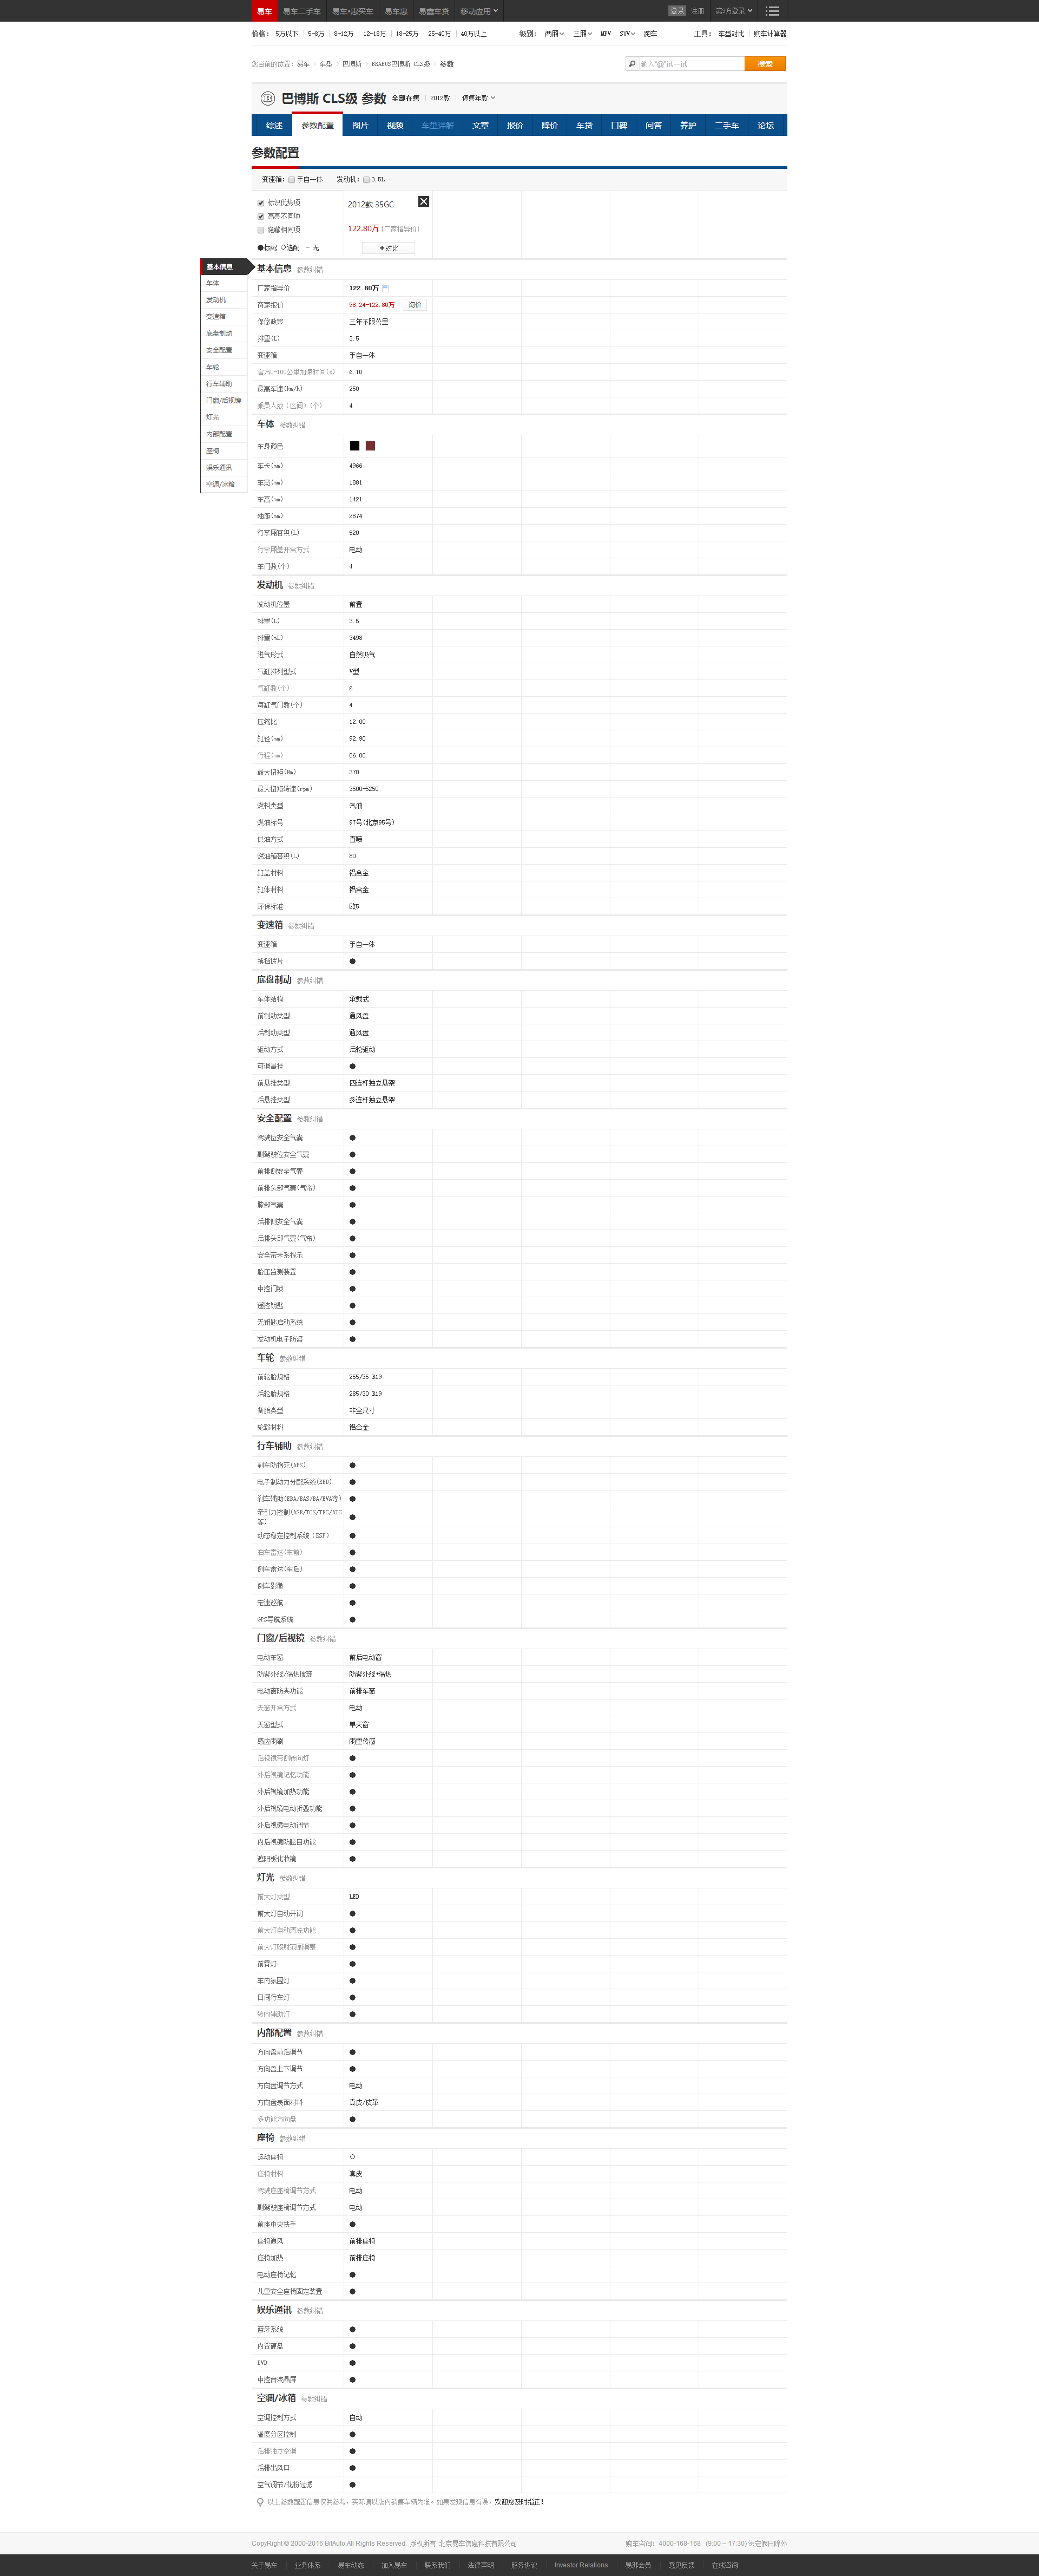 易车 易车二手车 易车·惠买车 易车惠 易鑫车贷 移动应用 登录 注册 第3方登录
价格： 5万以下 5-8万 8-12万 12-18万 18-25万 25-40万 40万以上 级别： 两厢 三厢 MPV SUV 跑车 工具： 车型对比 购车计算器
您当前的位置：易车 > 车型 > 巴博斯 > BRABUS巴博斯 CLS级 > 参数 输入"@"试一试 搜索
巴博斯 CLS级 参数 全部在售 2012款 停售年款
综述 参数配置 图片 视频 车型详解 文章 报价 降价 车贷 口碑 问答 养护 二手车 论坛
参数配置
变速箱： 手自一体 发动机： 3.5L
标识优势项
高亮不同项
隐藏相同项
●标配 ○选配 - 无
2012款 35GC
122.80万 (厂家指导价)
+对比
基本信息
车体
发动机
变速箱
底盘制动
安全配置
车轮
行车辅助
门窗/后视镜
灯光
内部配置
座椅
娱乐通讯
空调/冰箱
基本信息 参数纠错
厂家指导价 122.80万
商家报价 98.24-122.80万 询价
保修政策 三年不限公里
排量(L) 3.5
变速箱 手自一体
官方0-100公里加速时间(s) 6.10
最高车速(km/h) 250
乘员人数（区间）(个) 4
车体 参数纠错
车身颜色
车长(mm) 4966
车宽(mm) 1881
车高(mm) 1421
轴距(mm) 2874
行李厢容积(L) 520
行李厢盖开启方式 电动
车门数(个) 4
发动机 参数纠错
发动机位置 前置
排量(L) 3.5
排量(mL) 3498
进气形式 自然吸气
气缸排列型式 V型
气缸数(个) 6
每缸气门数(个) 4
压缩比 12.00
缸径(mm) 92.90
行程(mm) 86.00
最大扭矩(Nm) 370
最大扭矩转速(rpm) 3500-5250
燃料类型 汽油
燃油标号 97号(北京95号)
供油方式 直喷
燃油箱容积(L) 80
缸盖材料 铝合金
缸体材料 铝合金
环保标准 欧5
变速箱 参数纠错
变速箱 手自一体
换挡拨片 ●
底盘制动 参数纠错
车体结构 承载式
前制动类型 通风盘
后制动类型 通风盘
驱动方式 后轮驱动
可调悬挂 ●
前悬挂类型 四连杆独立悬架
后悬挂类型 多连杆独立悬架
安全配置 参数纠错
驾驶位安全气囊 ●
副驾驶位安全气囊 ●
前排侧安全气囊 ●
前排头部气囊(气帘) ●
膝部气囊 ●
后排侧安全气囊 ●
后排头部气囊(气帘) ●
安全带未系提示 ●
胎压监测装置 ●
中控门锁 ●
遥控钥匙 ●
无钥匙启动系统 ●
发动机电子防盗 ●
车轮 参数纠错
前轮胎规格 255/35 R19
后轮胎规格 285/30 R19
备胎类型 非全尺寸
轮毂材料 铝合金
行车辅助 参数纠错
刹车防抱死(ABS) ●
电子制动力分配系统(EBD) ●
刹车辅助(EBA/BAS/BA/EVA等) ●
牵引力控制(ASR/TCS/TRC/ATC等) ●
动态稳定控制系统（ESP） ●
泊车雷达(车前) ●
倒车雷达(车后) ●
倒车影像 ●
定速巡航 ●
GPS导航系统 ●
门窗/后视镜 参数纠错
电动车窗 前后电动窗
防紫外线/隔热玻璃 防紫外线+隔热
电动窗防夹功能 前排车窗
天窗开合方式 电动
天窗型式 单天窗
感应雨刷 雨量传感
后视镜带侧转向灯 ●
外后视镜记忆功能 ●
外后视镜加热功能 ●
外后视镜电动折叠功能 ●
外后视镜电动调节 ●
内后视镜防眩目功能 ●
遮阳板化妆镜 ●
灯光 参数纠错
前大灯类型 LED
前大灯自动开闭 ●
前大灯自动清洗功能 ●
前大灯照射范围调整 ●
前雾灯 ●
车内氛围灯 ●
日间行车灯 ●
转向辅助灯 ●
内部配置 参数纠错
方向盘前后调节 ●
方向盘上下调节 ●
方向盘调节方式 电动
方向盘表面材料 真皮/皮革
多功能方向盘 ●
座椅 参数纠错
运动座椅 ○
座椅材料 真皮
驾驶座座椅调节方式 电动
副驾驶座椅调节方式 电动
前座中央扶手 ●
座椅通风 前排座椅
座椅加热 前排座椅
电动座椅记忆 ●
儿童安全座椅固定装置 ●
娱乐通讯 参数纠错
蓝牙系统 ●
内置硬盘 ●
DVD ●
中控台液晶屏 ●
空调/冰箱 参数纠错
空调控制方式 自动
温度分区控制 ●
后排独立空调 ●
后排出风口 ●
空气调节/花粉过滤 ●
以上参数配置信息仅供参考，实际请以店内销售车辆为准。如果发现信息有误，欢迎您及时指正！
CopyRight © 2000-2016 BitAuto,All Rights Reserved. 版权所有 北京易车信息科技有限公司 购车咨询：4000-168-168 （9:00 – 17:30）法定假日除外
关于易车 业务体系 易车动态 加入易车 联系我们 法律声明 服务协议 Investor Relations 易湃会员 意见反馈 在线咨询